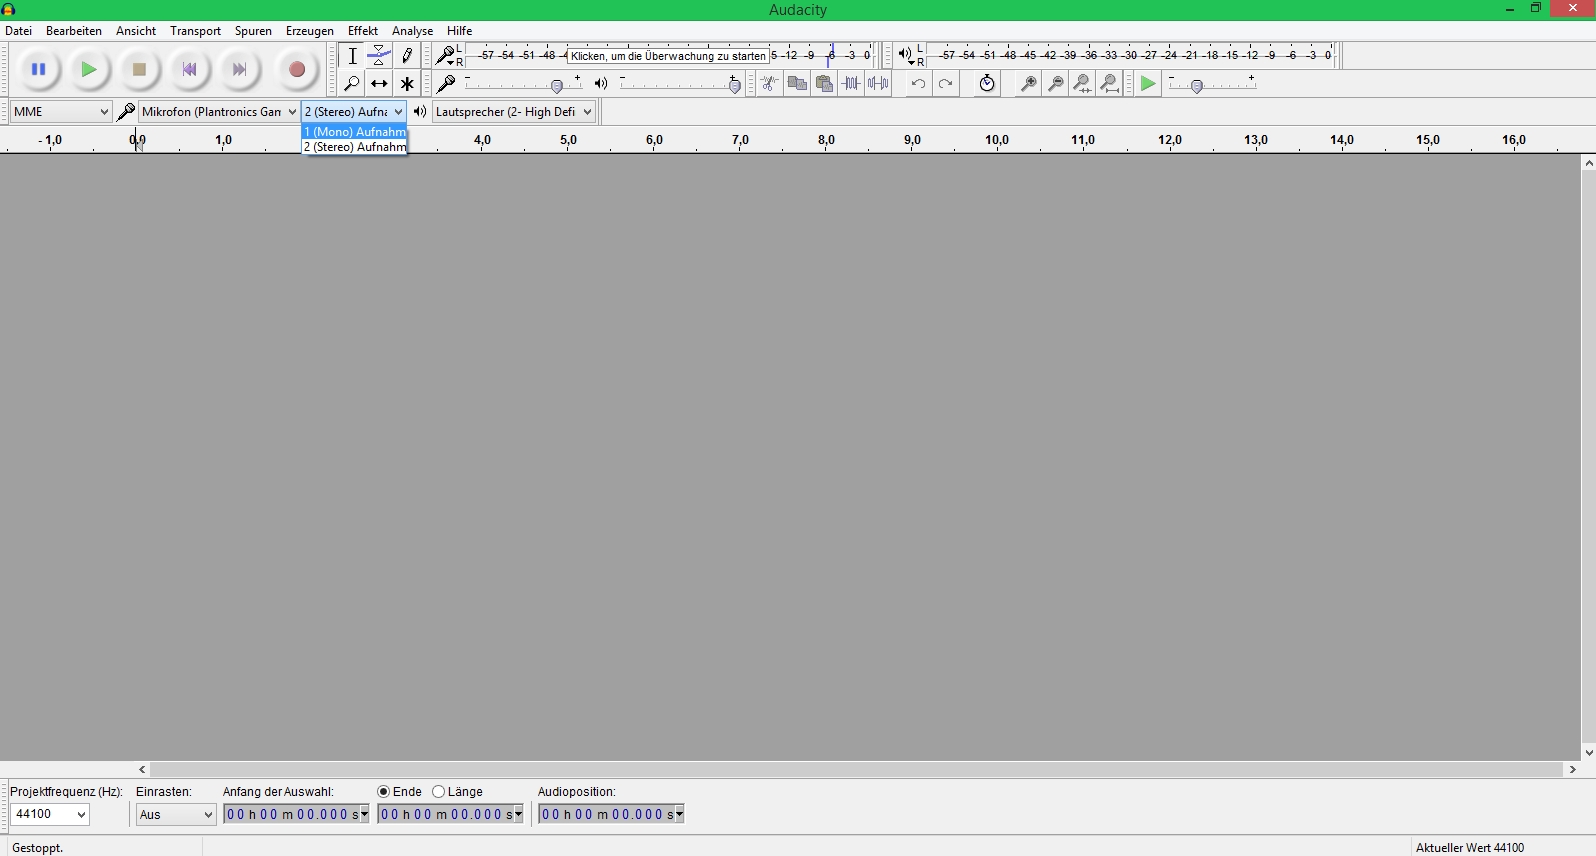 Audacity
Datei Bearbeiten Ansicht Transport Spuren Erzeugen Effekt Analyse Hilfe
L R -57 -54 -51 -48 -4 Klicken, um die Überwachung zu starten 5 -12 -9 -6 -3 0 L R -57 -54 -51 -48 -45 -42 -39 -36 -33 -30 -27 -24 -21 -18 -15 -12 -9 -6 -3 0
- + - + - +
MME Mikrofon (Plantronics Gan 2 (Stereo) Aufna Lautsprecher (2- High Defi
1 (Mono) Aufnahm
- 1,0 0,0 1,0 4,0 5,0 6,0 7,0 8,0 9,0 10,0 11,0 12,0 13,0 14,0 15,0 16,0
2 (Stereo) Aufnahm
Projektfrequenz (Hz): Einrasten: Anfang der Auswahl: Ende Länge Audioposition:
44100 Aus 00 h 00 m 00.000 s 00 h 00 m 00.000 s 00 h 00 m 00.000 s
Gestoppt. Aktueller Wert 44100